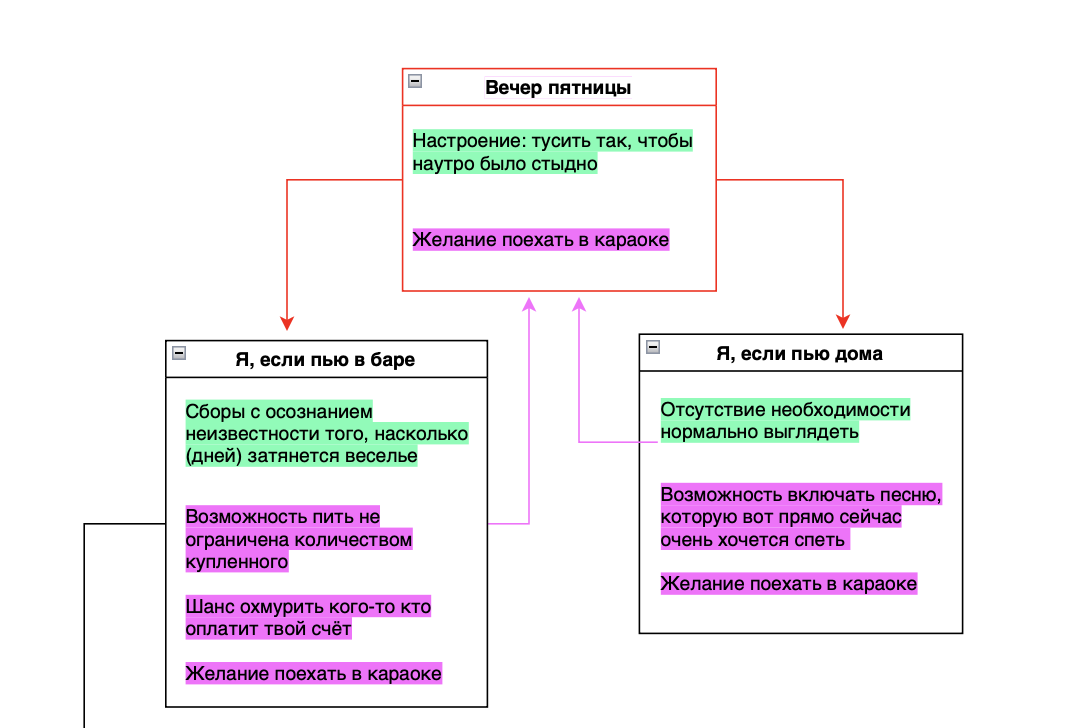 Вечер пятницы
Настроение: тусить так, чтобы
наутро было стыдно
Желание поехать в караоке
Я, если пью в баре
Сборы с осознанием
неизвестности того, насколько
(дней) затянется веселье
Возможность пить не
ограничена количеством
купленного
Шанс охмурить кого-то кто
оплатит твой счёт
Желание поехать в караоке
Я, если пью дома
Отсутствие необходимости
нормально выглядеть
Возможность включать песню,
которую вот прямо сейчас
очень хочется спеть
Желание поехать в караоке